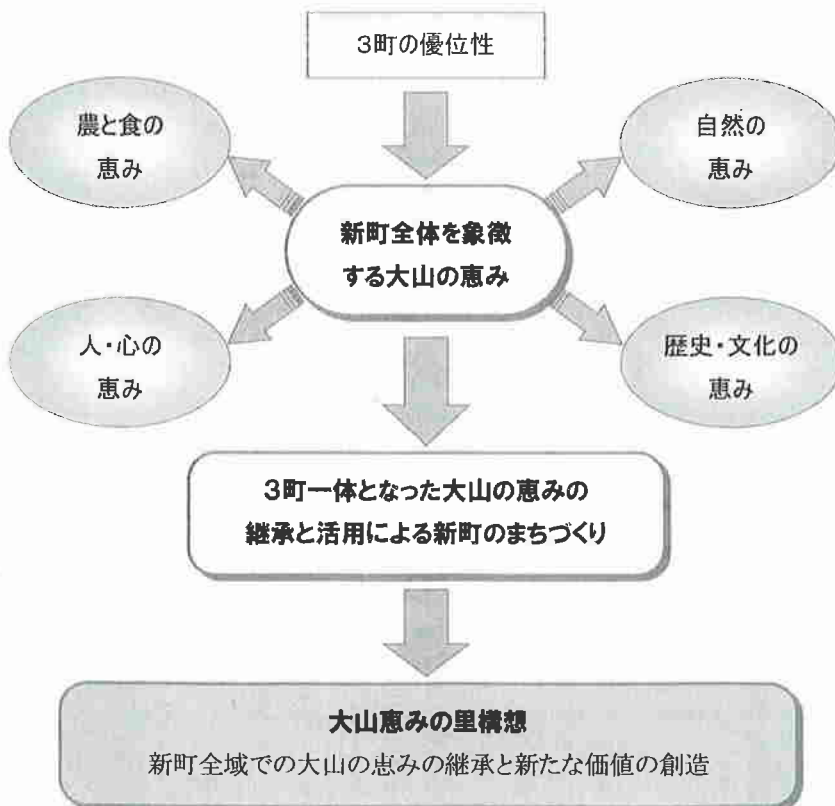 3町の優位性
農と食の
恵み
自然の
恵み
新町全体を象徴
する大山の恵み
人・心の
恵み
歴史・文化の
恵み
3町一体となった大山の恵みの
継承と活用による新町のまちづくり
大山恵みの里構想
新町全域での大山の恵みの継承と新たな価値の創造